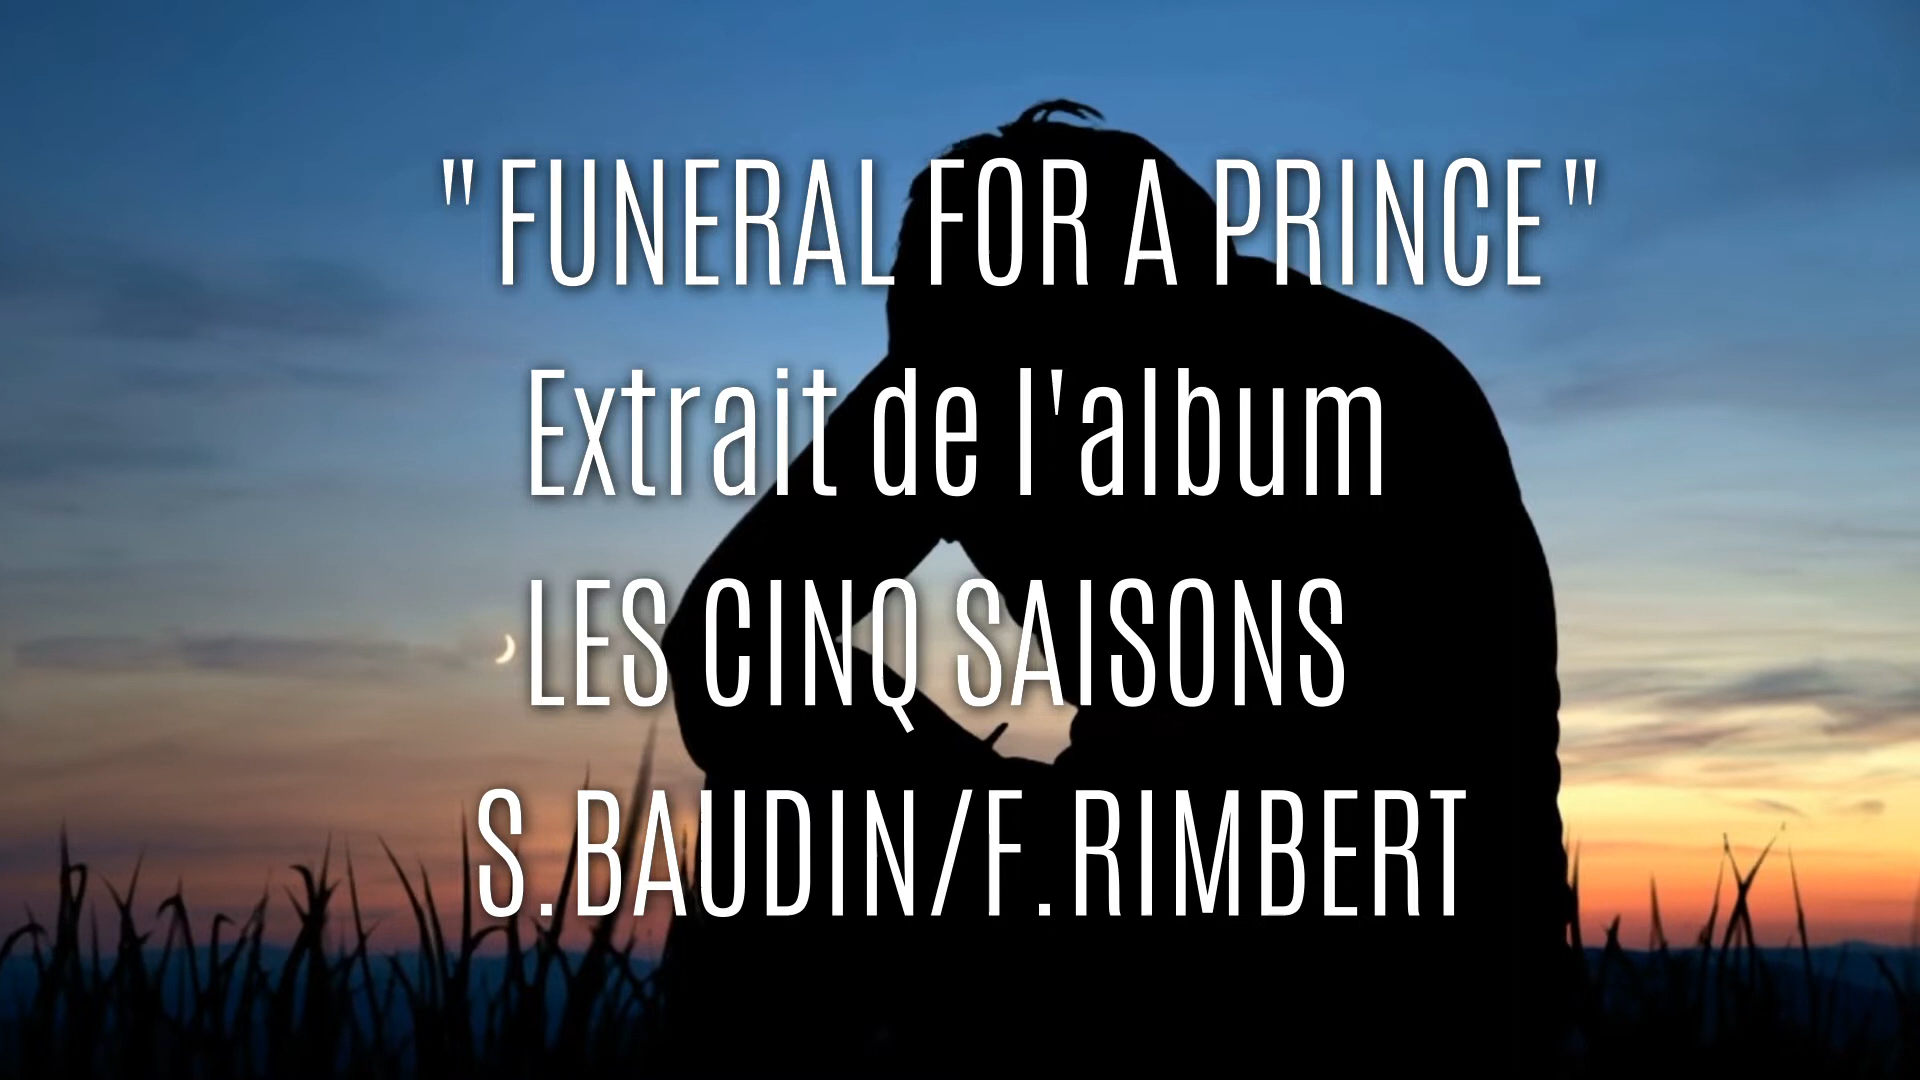 "FUNERAL FOR A PRINCE"
Extrait de l'album
LES CINQ SAISONS
S.BAUDIN/F.RIMBERT